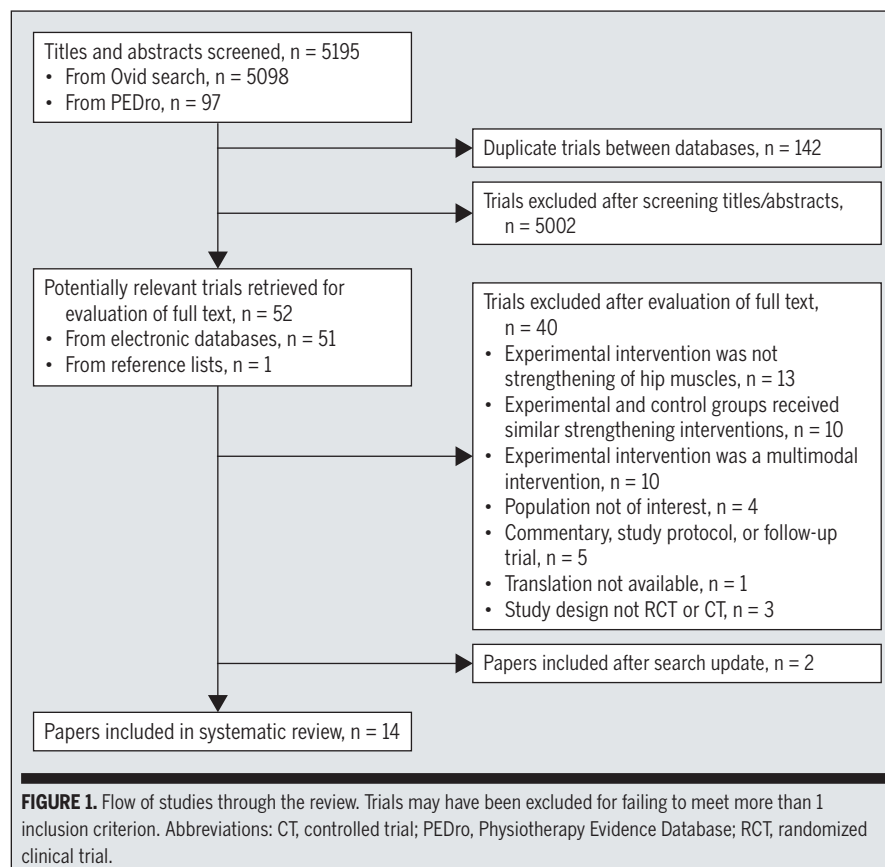 Titles and abstracts screened, n = 5195
• From Ovid search, n = 5098
• From PEDro, n = 97
Duplicate trials between databases, n = 142
Trials excluded after screening titles/abstracts,
n = 5002
Potentially relevant trials retrieved for
evaluation of full text, n = 52
• From electronic databases, n = 51
• From reference lists, n = 1
Trials excluded after evaluation of full text,
n = 40
• Experimental intervention was not
strengthening of hip muscles, n = 13
• Experimental and control groups received
similar strengthening interventions, n = 10
• Experimental intervention was a multimodal
intervention, n = 10
• Population not of interest, n = 4
• Commentary, study protocol, or follow-up
trial, n = 5
• Translation not available, n = 1
• Study design not RCT or CT, n = 3
Papers included after search update, n = 2
Papers included in systematic review, n = 14
FIGURE 1. Flow of studies through the review. Trials may have been excluded for failing to meet more than 1
inclusion criterion. Abbreviations: CT, controlled trial; PEDro, Physiotherapy Evidence Database; RCT, randomized
clinical trial.